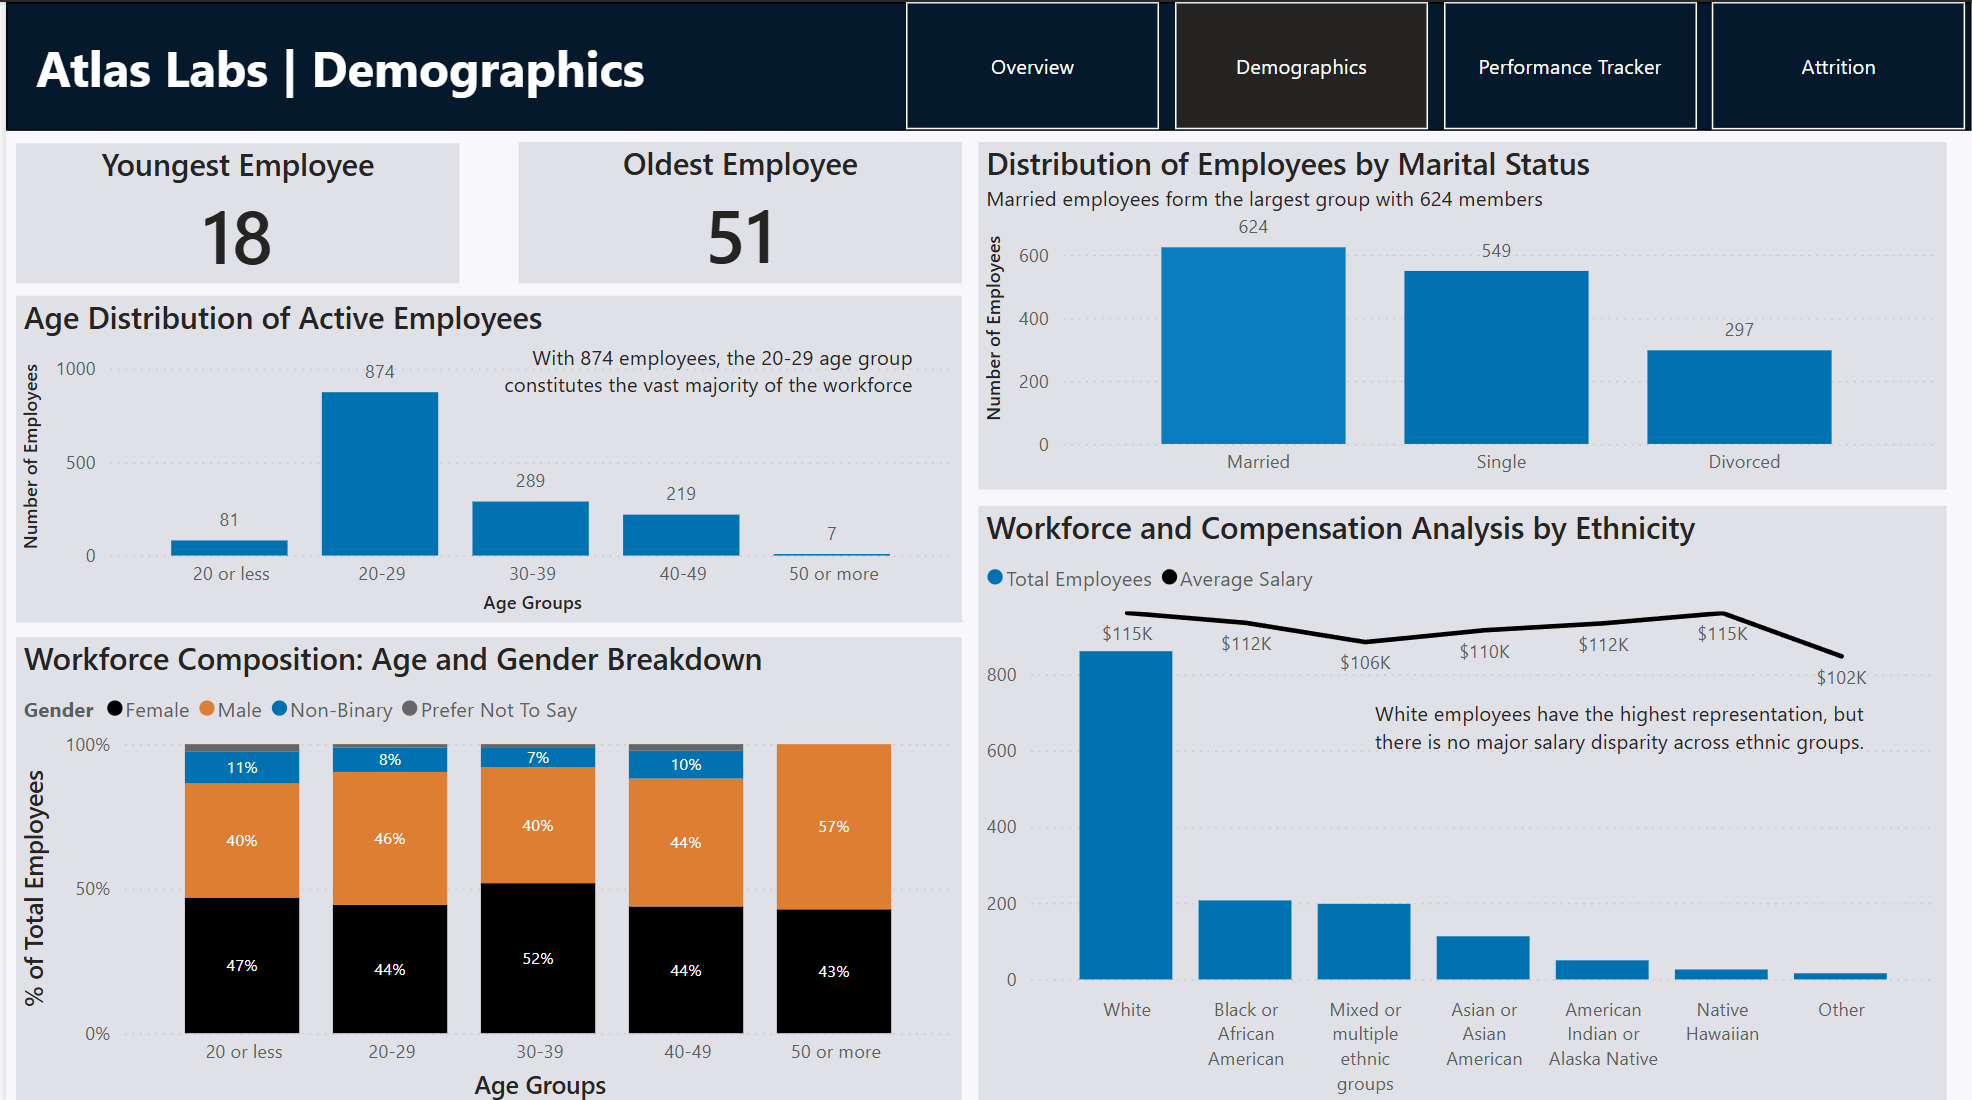 Atlas Labs | Demographics
Overview
Demographics
Performance Tracker
Attrition
Youngest Employee
18
Oldest Employee
51
Age Distribution of Active Employees
With 874 employees, the 20-29 age group
constitutes the vast majority of the workforce
Number of Employees
1000
500
0
81
874
289
219
7
20 or less
20-29
30-39
40-49
50 or more
Age Groups
Workforce Composition: Age and Gender Breakdown
Gender Female Male Non-Binary Prefer Not To Say
% of Total Employees
100%
50%
0%
11%
40%
47%
8%
46%
44%
7%
40%
52%
10%
44%
44%
57%
43%
20 or less
20-29
30-39
40-49
50 or more
Age Groups
Distribution of Employees by Marital Status
Married employees form the largest group with 624 members
Number of Employees
600
400
200
0
624
549
297
Married
Single
Divorced
Workforce and Compensation Analysis by Ethnicity
Total Employees Average Salary
$115K
$112K
$106K
$110K
$112K
$115K
$102K
White employees have the highest representation, but
there is no major salary disparity across ethnic groups.
800
600
400
200
0
White
Black or
African
American
Mixed or
multiple
ethnic
groups
Asian or
Asian
American
American
Indian or
Alaska Native
Native
Hawaiian
Other